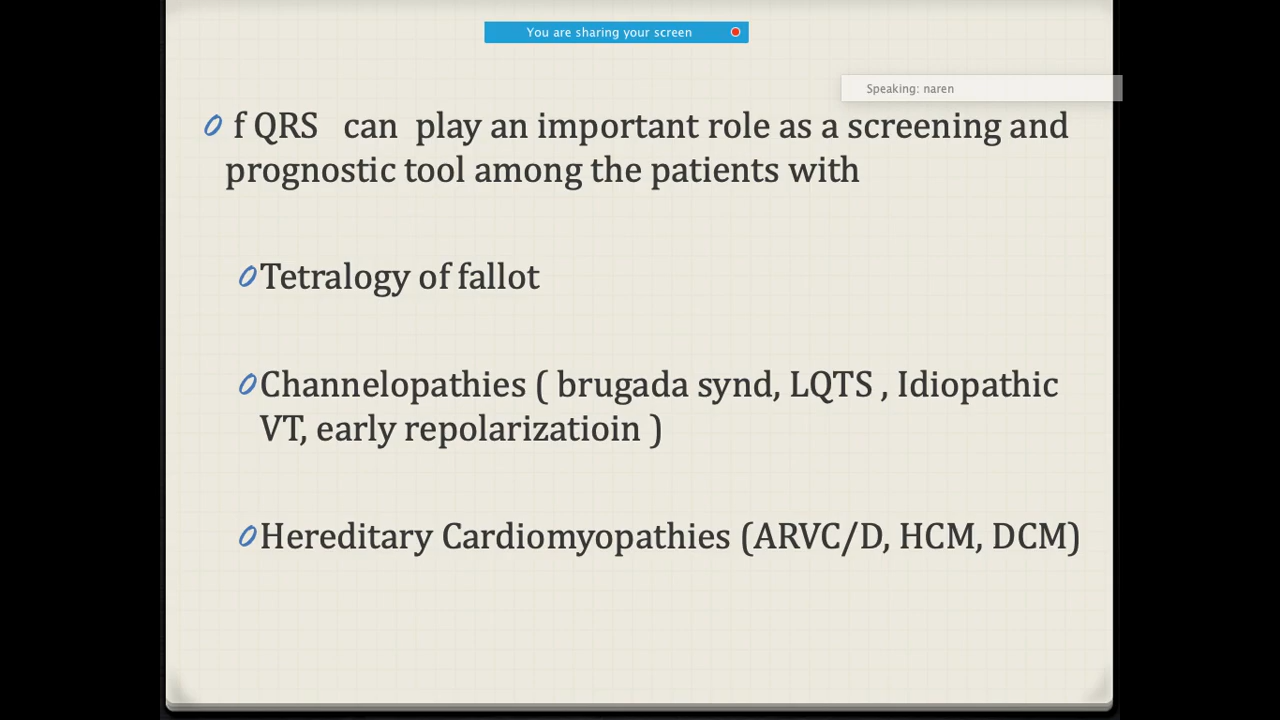 You are sharing your screen
Speaking: naren
f QRS can play an important role as a screening and
prognostic tool among the patients with
Tetralogy of fallot
Channelopathies ( brugada synd, LQTS , Idiopathic
VT, early repolarizatioin )
Hereditary Cardiomyopathies (ARVC/D, HCM, DCM)